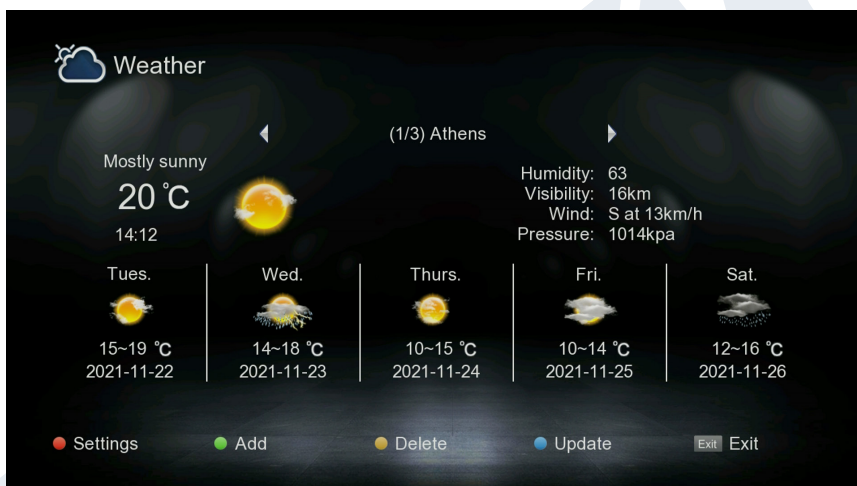 Weather
(1/3) Athens
Mostly sunny
20 °C
14:12
Humidity: 63
Visibility: 16km
Wind: S at 13km/h
Pressure: 1014kpa
Tues. Wed. Thurs. Fri. Sat.
15~19 °C 14~18 °C 10~15 °C 10~14 °C 12~16 °C
2021-11-22 2021-11-23 2021-11-24 2021-11-25 2021-11-26
Settings Add Delete Update Exit Exit